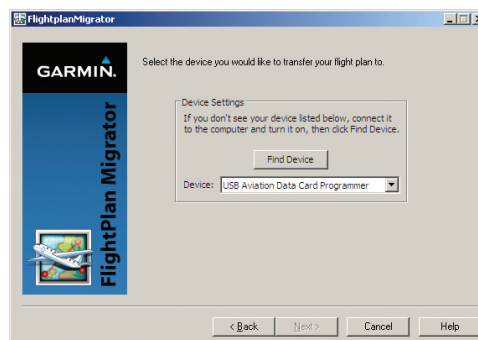 FlightplanMigrator
GARMIN.
FlightPlan Migrator
Select the device you would like to transfer your flight plan to.
Device Settings
If you don't see your device listed below, connect it
to the computer and turn it on, then click Find Device.
Find Device
Device: USB Aviation Data Card Programmer
< Back Next > Cancel Help